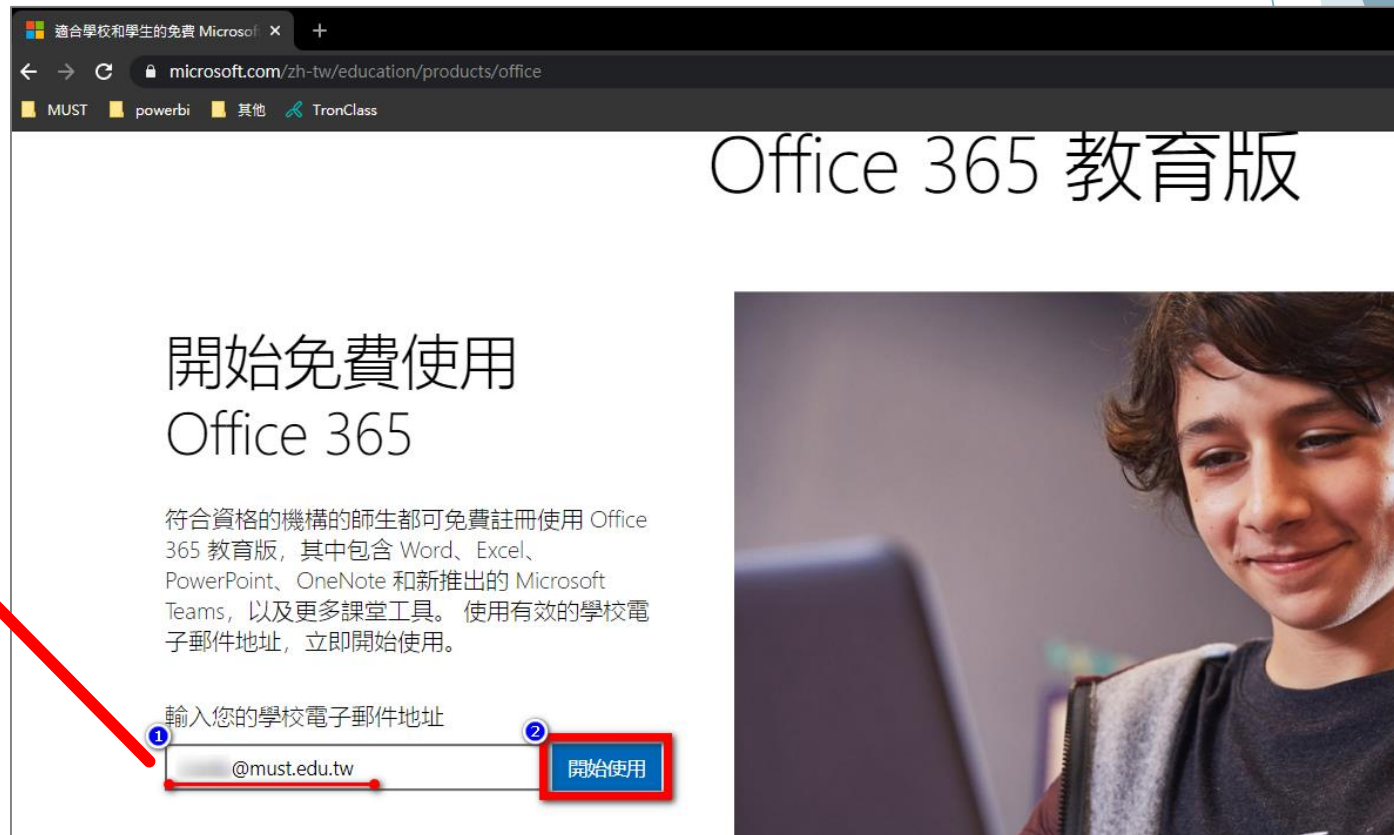 適合學校和學生的免費 Microsof
microsoft.com/zh-tw/education/products/office
MUST powerbi 其他 TronClass
Office 365 教育版
開始免費使用
Office 365
符合資格的機構的師生都可免費註冊使用 Office
365 教育版，其中包含 Word、Excel、
PowerPoint、OneNote 和新推出的 Microsoft
Teams，以及更多課堂工具。 使用有效的學校電
子郵件地址，立即開始使用。
輸入您的學校電子郵件地址
1 2
@must.edu.tw 開始使用